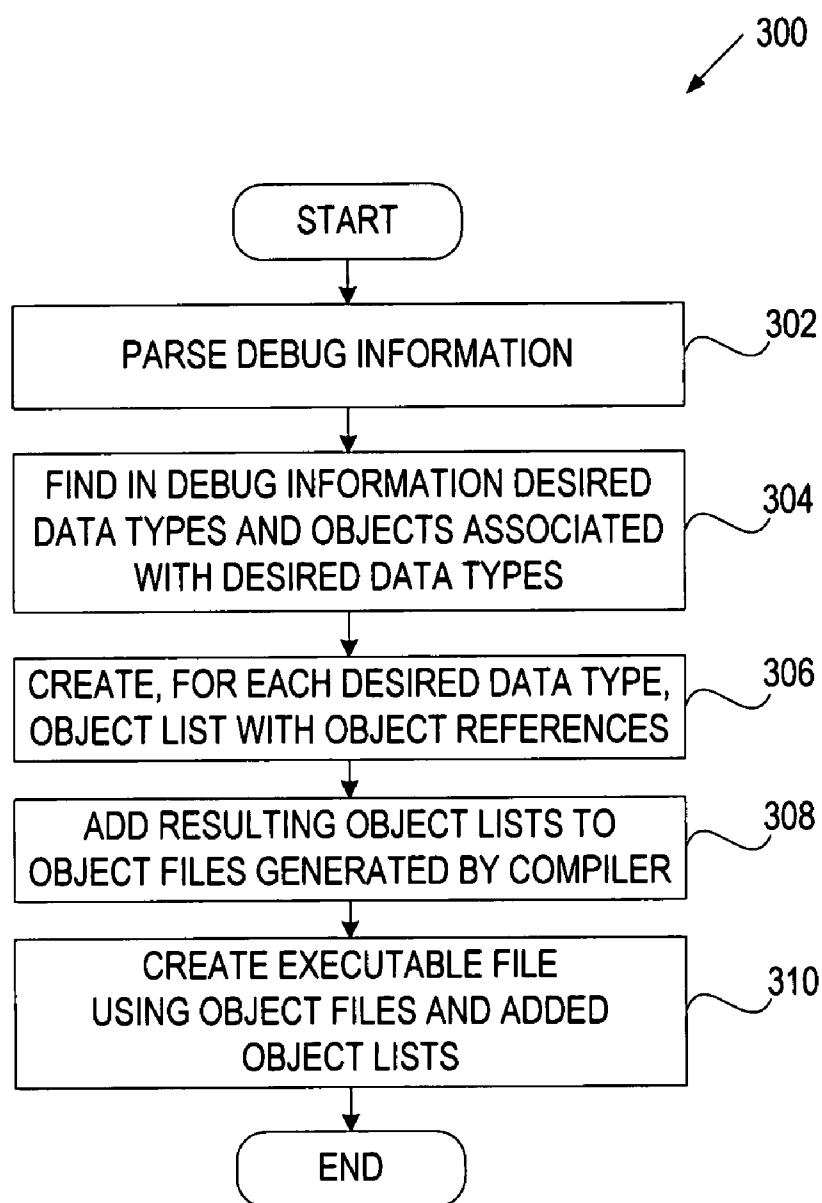 300
START
PARSE DEBUG INFORMATION
302
FIND IN DEBUG INFORMATION DESIRED
DATA TYPES AND OBJECTS ASSOCIATED
WITH DESIRED DATA TYPES
304
CREATE, FOR EACH DESIRED DATA TYPE,
OBJECT LIST WITH OBJECT REFERENCES
306
ADD RESULTING OBJECT LISTS TO
OBJECT FILES GENERATED BY COMPILER
308
CREATE EXECUTABLE FILE
USING OBJECT FILES AND ADDED
OBJECT LISTS
310
END